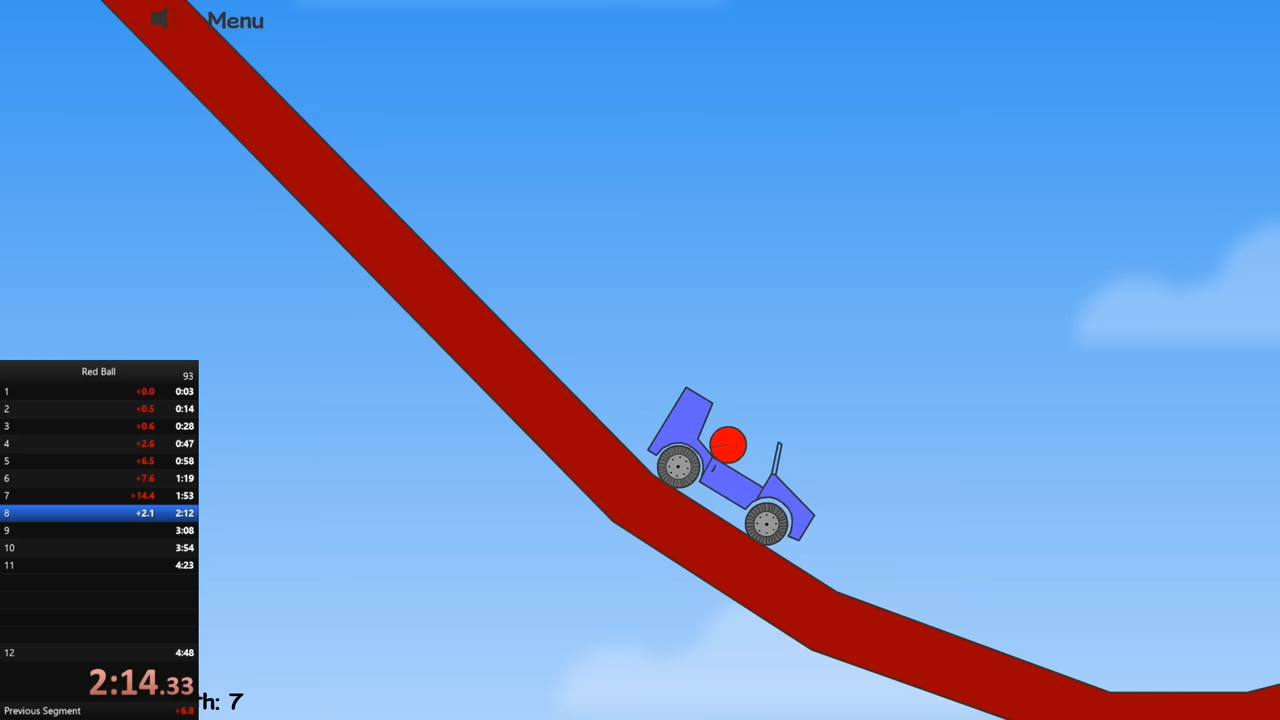 Menu
Red Ball
93
1 +0.0 0:03
2 +0.5 0:14
3 +0.6 0:28
4 +2.6 0:47
5 +6.5 0:58
6 +7.6 1:19
7 +14.4 1:53
8 +2.1 2:12
9 3:08
10 3:54
11 4:23
12 4:48
2:14.33
Previous Segment +6.8
th: 7